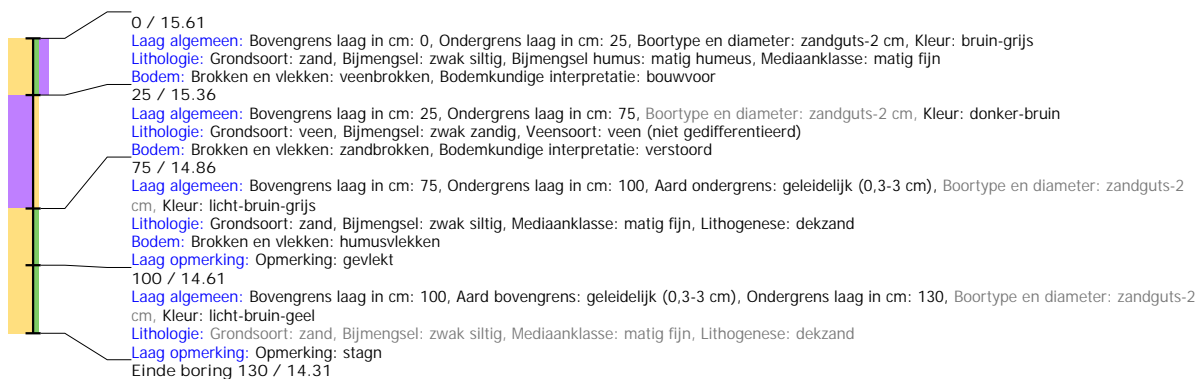 0 / 15.61
Laag algemeen: Bovengrens laag in cm: 0, Ondergrens laag in cm: 25, Boortype en diameter: zandguts-2 cm, Kleur: bruin-grijs
Lithologie: Grondsoort: zand, Bijmengsel: zwak siltig, Bijmengsel humus: matig humeus, Mediaanklasse: matig fijn
Bodem: Brokken en vlekken: veenbrokken, Bodemkundige interpretatie: bouwvoor
25 / 15.36
Laag algemeen: Bovengrens laag in cm: 25, Ondergrens laag in cm: 75, Boortype en diameter: zandguts-2 cm, Kleur: donker-bruin
Lithologie: Grondsoort: veen, Bijmengsel: zwak zandig, Veensoort: veen (niet gedifferentieerd)
Bodem: Brokken en vlekken: zandbrokken, Bodemkundige interpretatie: verstoord
75 / 14.86
Laag algemeen: Bovengrens laag in cm: 75, Ondergrens laag in cm: 100, Aard ondergrens: geleidelijk (0,3-3 cm), Boortype en diameter: zandguts-2
cm, Kleur: licht-bruin-grijs
Lithologie: Grondsoort: zand, Bijmengsel: zwak siltig, Mediaanklasse: matig fijn, Lithogenese: dekzand
Bodem: Brokken en vlekken: humusvlekken
Laag opmerking: Opmerking: gevlekt
100 / 14.61
Laag algemeen: Bovengrens laag in cm: 100, Aard bovengrens: geleidelijk (0,3-3 cm), Ondergrens laag in cm: 130, Boortype en diameter: zandguts-2
cm, Kleur: licht-bruin-geel
Lithologie: Grondsoort: zand, Bijmengsel: zwak siltig, Mediaanklasse: matig fijn, Lithogenese: dekzand
Laag opmerking: Opmerking: stagn
Einde boring 130 / 14.31